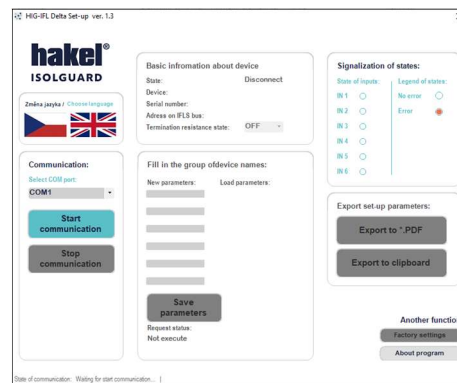 HIG-IFL Delta Set-up ver. 1.3
hakel®
ISOLGUARD
Změna jazyka / Choose language
Communication:
Select COM port:
COM1
Start
communication
Stop
communication
Basic infromation about device
State: Disconnect
Device:
Serial number:
Adress on IFLS bus:
Termination resistance state: OFF
Fill in the group ofdevice names:
New parameters: Load parameters:
Save
parameters
Request status:
Not execute
Signalization of states:
State of inputs: Legend of states:
IN 1 No error
IN 2 Error
IN 3
IN 4
IN 5
IN 6
Export set-up parameters:
Export to *.PDF
Export to clipboard
Another functio
Factory settings
About program
State of communication: Waiting for start communication... |